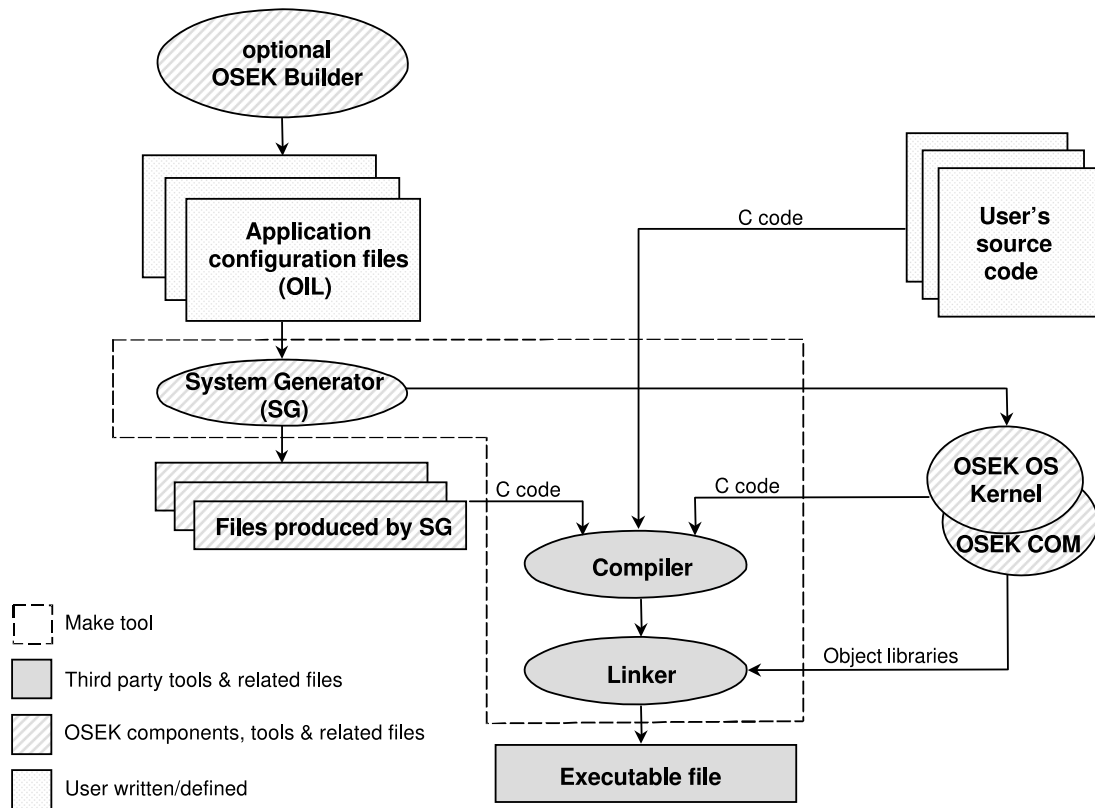 optional
OSEK Builder
Application
configuration files
(OIL)
C code
User's
source
code
System Generator
(SG)
OSEK OS
Kernel
OSEK COM
C code
C code
Files produced by SG
Compiler
Linker
Object libraries
Executable file
Make tool
Third party tools & related files
OSEK components, tools & related files
User written/defined